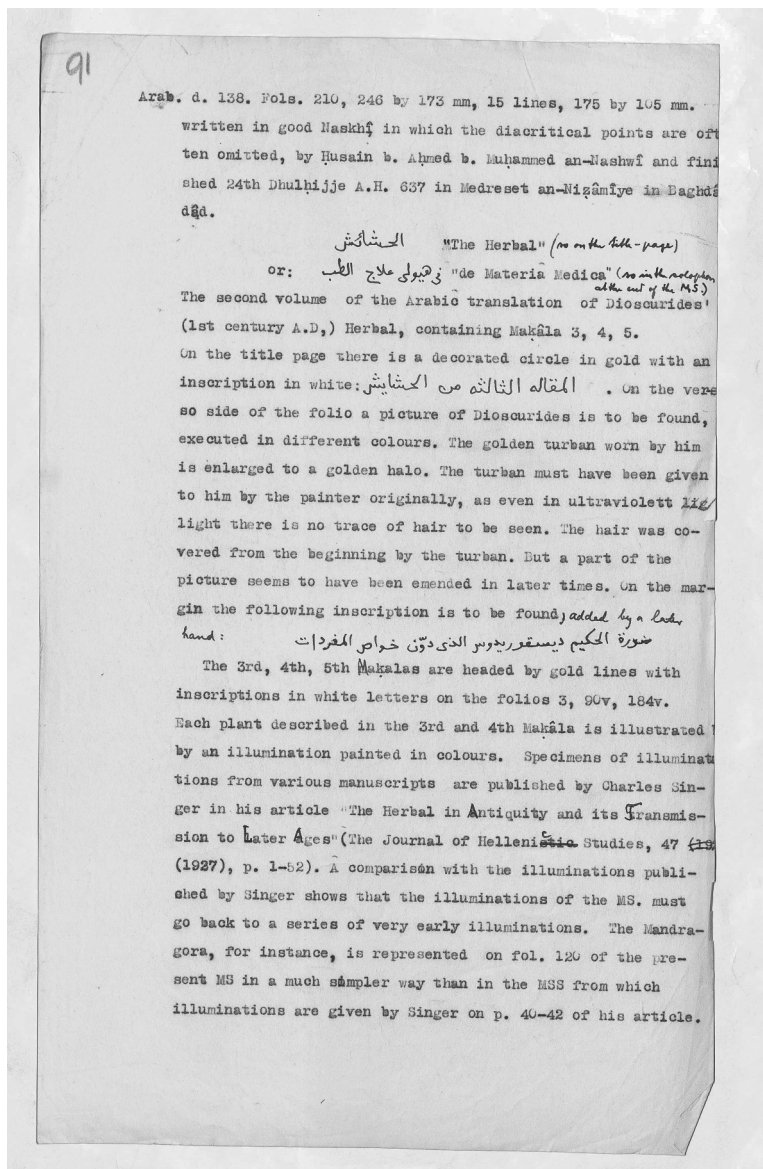 91
Arab. d. 138. Fols. 210, 246 by 173 mm, 15 lines, 175 by 105 mm.
written in good Naskhî in which the diacritical points are oft
ten omitted, by Ḥusain b. Aḥmed b. Muḥammed an-Nashwî and fini
shed 24th Dhulḥijje A.H. 637 in Medreset an-Niẓâmîye in Baghdâ
dâd.
الحشائش "The Herbal" (so on the title-page)
or: في هيولى علاج الطب "de Materia Medica" (so in the colophon
at the end of the MS.)
The second volume of the Arabic translation of Dioscurides'
(1st century A.D,) Herbal, containing Maḳâla 3, 4, 5.
On the title page there is a decorated circle in gold with an
inscription in white: المقاله الثالثه من الحشايش . On the vere
so side of the folio a picture of Dioscurides is to be found,
executed in different colours. The golden turban worn by him
is enlarged to a golden halo. The turban must have been given
to him by the painter originally, as even in ultraviolett lig
light there is no trace of hair to be seen. The hair was co-
vered from the beginning by the turban. But a part of the
picture seems to have been emended in later times. On the mar-
gin the following inscription is to be found, added by a later
hand: صورة الحكيم ديسقوريدوس الذى دوّن خواص المفردات
The 3rd, 4th, 5th Makalas are headed by gold lines with
inscriptions in white letters on the folios 3, 90v, 184v.
Each plant described in the 3rd and 4th Maḳâla is illustrated
by an illumination painted in colours. Specimens of illuminat
tions from various manuscripts are published by Charles Sin-
ger in his article "The Herbal in Antiquity and its Transmis-
sion to Later Ages" (The Journal of Hellenic Studies, 47 (19
(1927), p. 1-52). A comparison with the illuminations publi-
shed by Singer shows that the illuminations of the MS. must
go back to a series of very early illuminations. The Mandra-
gora, for instance, is represented on fol. 120 of the pre-
sent MS in a much simpler way than in the MSS from which
illuminations are given by Singer on p. 40-42 of his article.